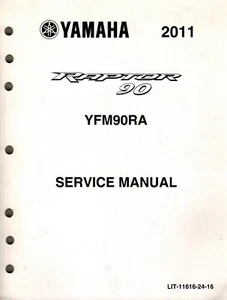 YAMAHA 2011
RAPTOR
90
YFM90RA
SERVICE MANUAL
LIT-11616-24-16